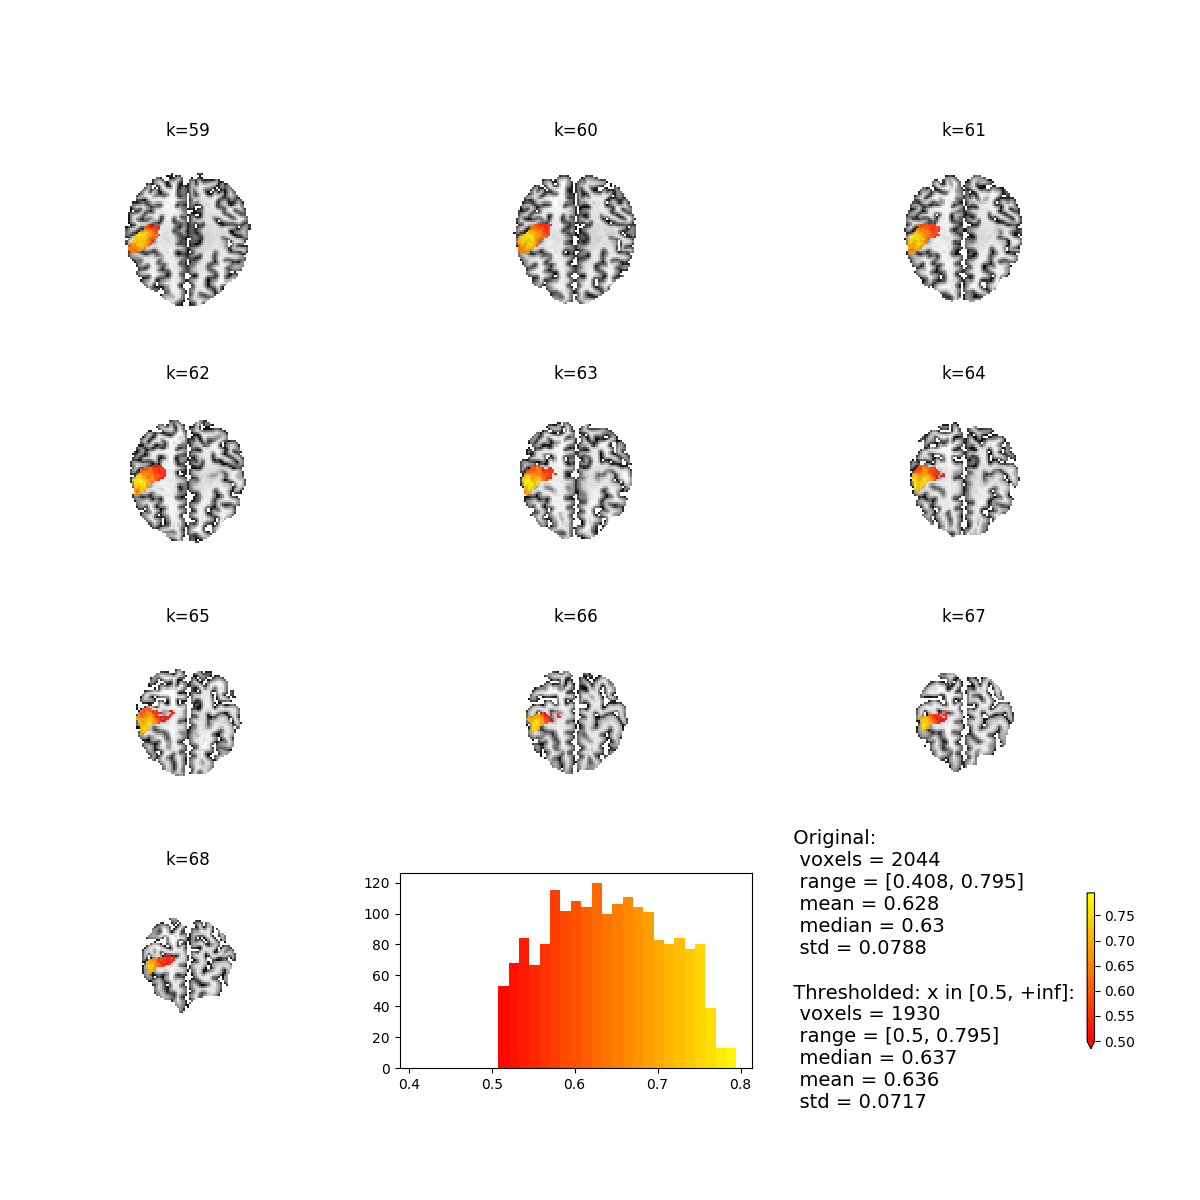 k=59
k=60
k=61
k=62
k=63
k=64
k=65
k=66
k=67
k=68
120
100
80
60
40
20
0
0.4
0.5
0.6
0.7
0.8
Original:
voxels = 2044
range = [0.408, 0.795]
mean = 0.628
median = 0.63
std = 0.0788
Thresholded: x in [0.5, +inf]:
voxels = 1930
range = [0.5, 0.795]
median = 0.637
mean = 0.636
std = 0.0717
0.75
0.70
0.65
0.60
0.55
0.50